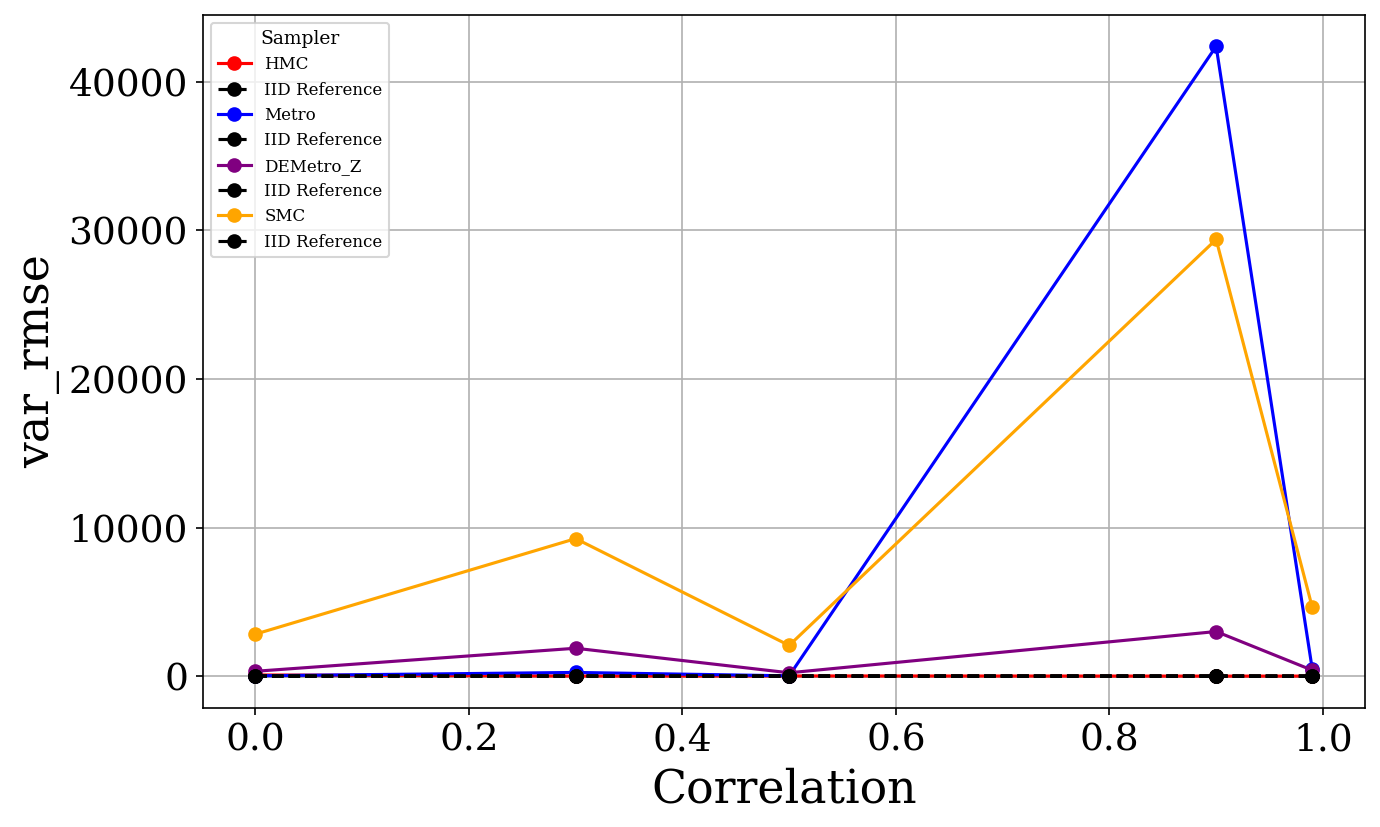 Sampler
HMC
IID Reference
Metro
IID Reference
DEMetro_Z
IID Reference
SMC
IID Reference
var_rmse
40000
30000
20000
10000
0
0.0
0.2
0.4
0.6
0.8
1.0
Correlation